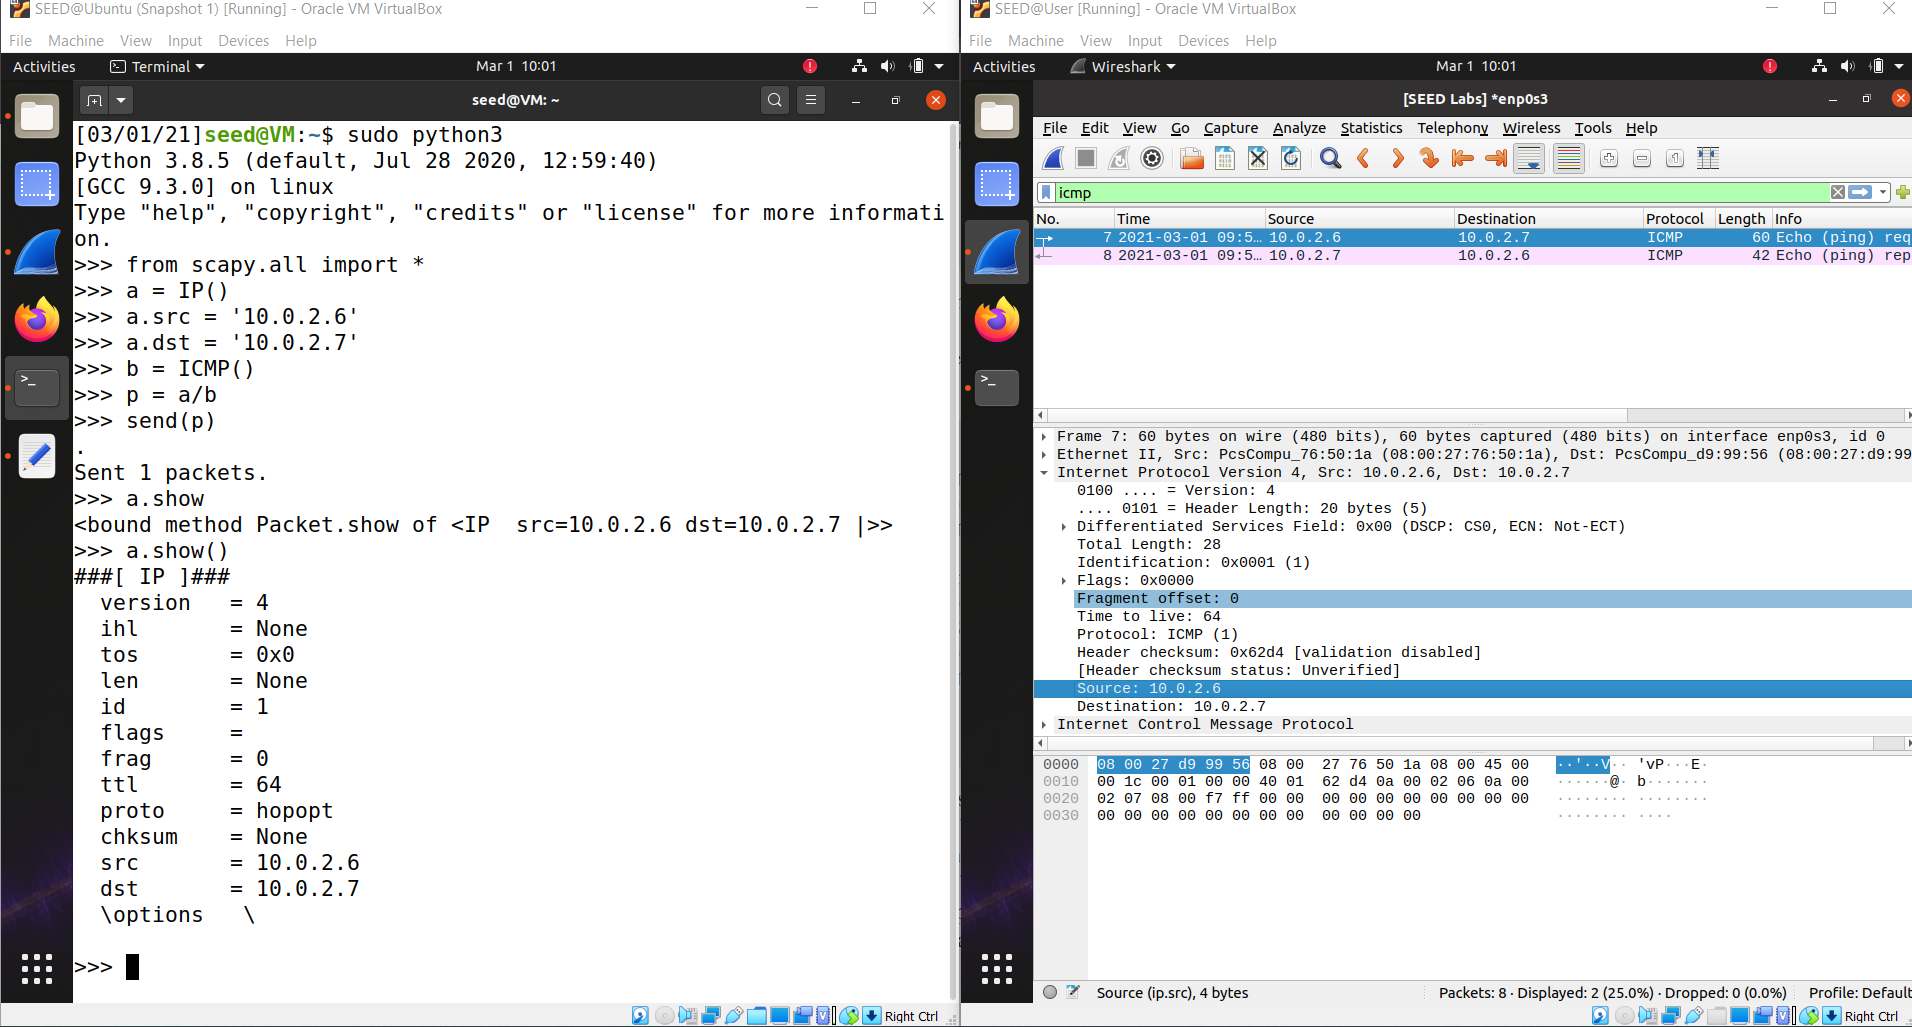 SEED@Ubuntu (Snapshot 1) [Running] - Oracle VM VirtualBox
File Machine View Input Devices Help
Activities Terminal Mar 1 10:01
seed@VM: ~
[03/01/21]seed@VM:~$ sudo python3
Python 3.8.5 (default, Jul 28 2020, 12:59:40)
[GCC 9.3.0] on linux
Type "help", "copyright", "credits" or "license" for more informati
on.
>>> from scapy.all import *
>>> a = IP()
>>> a.src = '10.0.2.6'
>>> a.dst = '10.0.2.7'
>>> b = ICMP()
>>> p = a/b
>>> send(p)
.
Sent 1 packets.
>>> a.show
<bound method Packet.show of <IP  src=10.0.2.6 dst=10.0.2.7 |>>
>>> a.show()
###[ IP ]###
  version   = 4
  ihl       = None
  tos       = 0x0
  len       = None
  id        = 1
  flags     =
  frag      = 0
  ttl       = 64
  proto     = hopopt
  chksum    = None
  src       = 10.0.2.6
  dst       = 10.0.2.7
  \options   \
>>>
Right Ctrl
SEED@User [Running] - Oracle VM VirtualBox
File Machine View Input Devices Help
Activities Wireshark Mar 1 10:01
[SEED Labs] *enp0s3
File Edit View Go Capture Analyze Statistics Telephony Wireless Tools Help
icmp
No. Time Source Destination Protocol Length Info
7 2021-03-01 09:5… 10.0.2.6 10.0.2.7 ICMP 60 Echo (ping) req
8 2021-03-01 09:5… 10.0.2.7 10.0.2.6 ICMP 42 Echo (ping) rep
Frame 7: 60 bytes on wire (480 bits), 60 bytes captured (480 bits) on interface enp0s3, id 0
Ethernet II, Src: PcsCompu_76:50:1a (08:00:27:76:50:1a), Dst: PcsCompu_d9:99:56 (08:00:27:d9:99
Internet Protocol Version 4, Src: 10.0.2.6, Dst: 10.0.2.7
0100 .... = Version: 4
.... 0101 = Header Length: 20 bytes (5)
Differentiated Services Field: 0x00 (DSCP: CS0, ECN: Not-ECT)
Total Length: 28
Identification: 0x0001 (1)
Flags: 0x0000
Fragment offset: 0
Time to live: 64
Protocol: ICMP (1)
Header checksum: 0x62d4 [validation disabled]
[Header checksum status: Unverified]
Source: 10.0.2.6
Destination: 10.0.2.7
Internet Control Message Protocol
0000 08 00 27 d9 99 56 08 00 27 76 50 1a 08 00 45 00 ··'··V·· 'vP···E·
0010 00 1c 00 01 00 00 40 01 62 d4 0a 00 02 06 0a 00 ······@· b·······
0020 02 07 08 00 f7 ff 00 00 00 00 00 00 00 00 00 00 ········ ········
0030 00 00 00 00 00 00 00 00 00 00 00 00 ········ ····
Source (ip.src), 4 bytes Packets: 8 · Displayed: 2 (25.0%) · Dropped: 0 (0.0%) Profile: Default
Right Ctrl